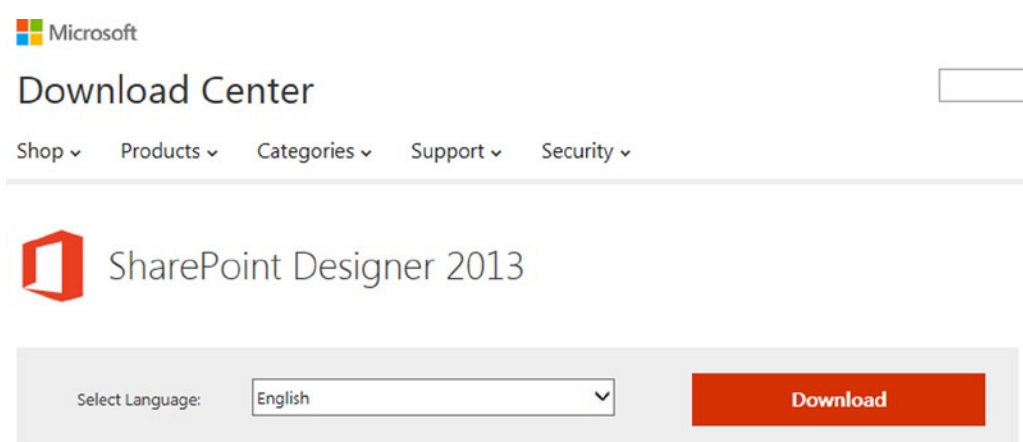 Microsoft
Download Center
Shop Products Categories Support Security
SharePoint Designer 2013
Select Language: English Download